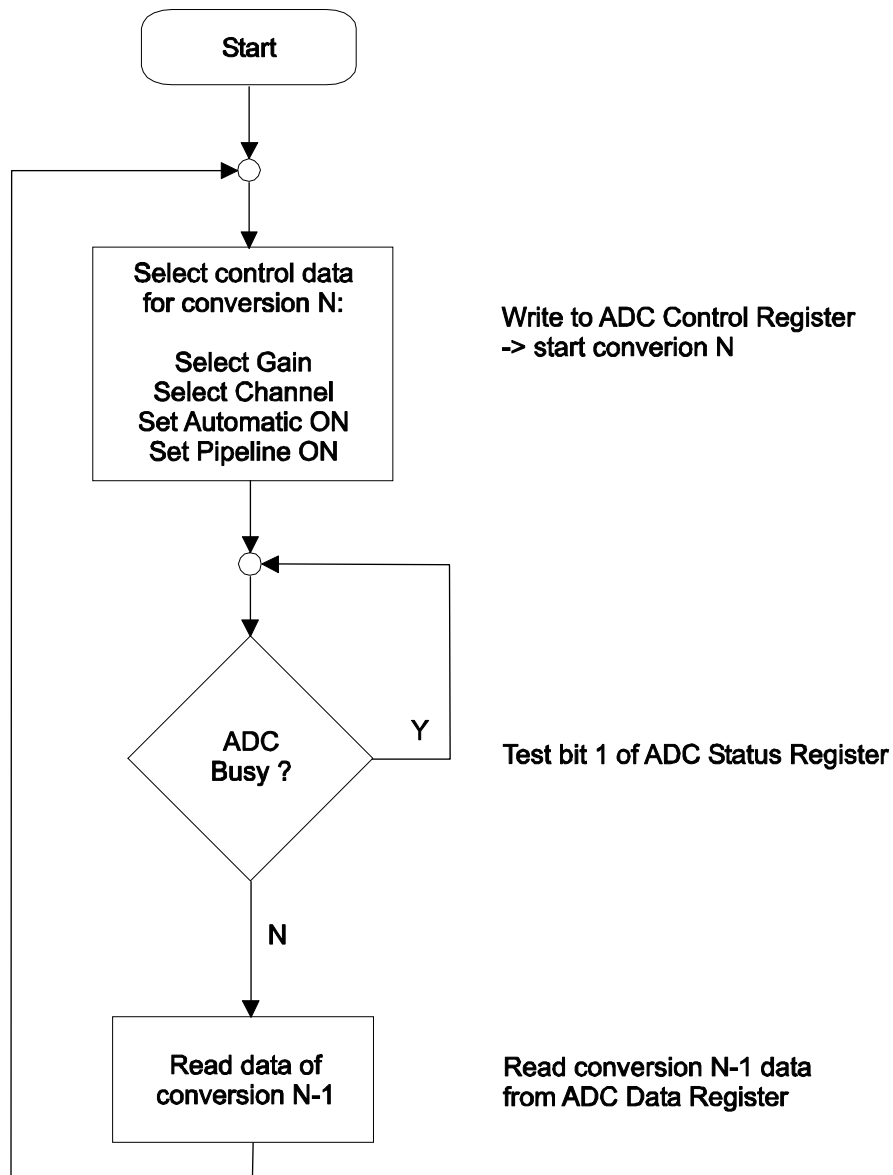 Start
Select control data
for conversion N:
Select Gain
Select Channel
Set Automatic ON
Set Pipeline ON
Write to ADC Control Register
-> start converion N
ADC
Busy ?
Y
Test bit 1 of ADC Status Register
N
Read data of
conversion N-1
Read conversion N-1 data
from ADC Data Register